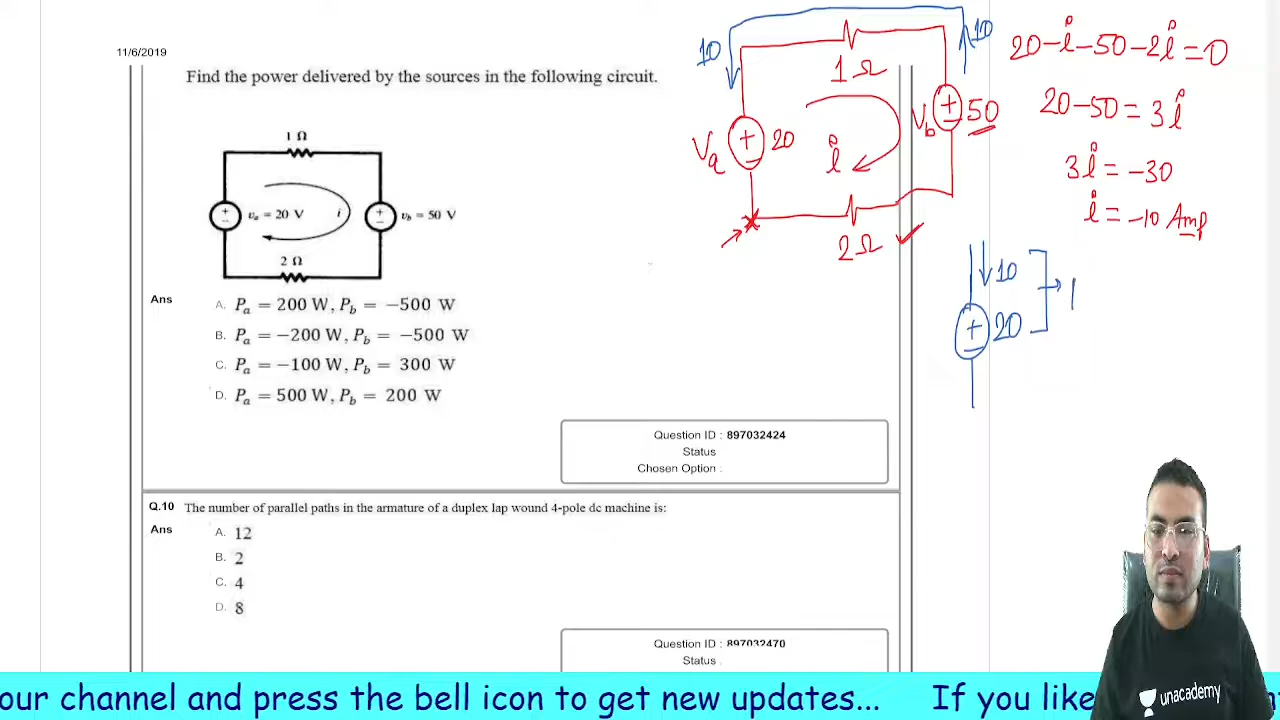 11/6/2019
Find the power delivered by the sources in the following circuit.
1 Ω
vₐ = 20 V
i
v_b = 50 V
2 Ω
Ans
A. Pₐ = 200 W, P_b = −500 W
B. Pₐ = −200 W, P_b = −500 W
C. Pₐ = −100 W, P_b = 300 W
D. Pₐ = 500 W, P_b = 200 W
Question ID : 897032424
Status
Chosen Option :
Q.10 The number of parallel paths in the armature of a duplex lap wound 4-pole dc machine is:
Ans
A. 12
B. 2
C. 4
D. 8
Question ID : 897032470
Status
10
10
1Ω
Va
+
−
20
i
Vb
+
−
50
2Ω
20-i-50-2i=0
20-50=3i
3i=-30
i=-10 Amp
10
+
−
20
our channel and press the bell icon to get new updates... If you like
unacademy